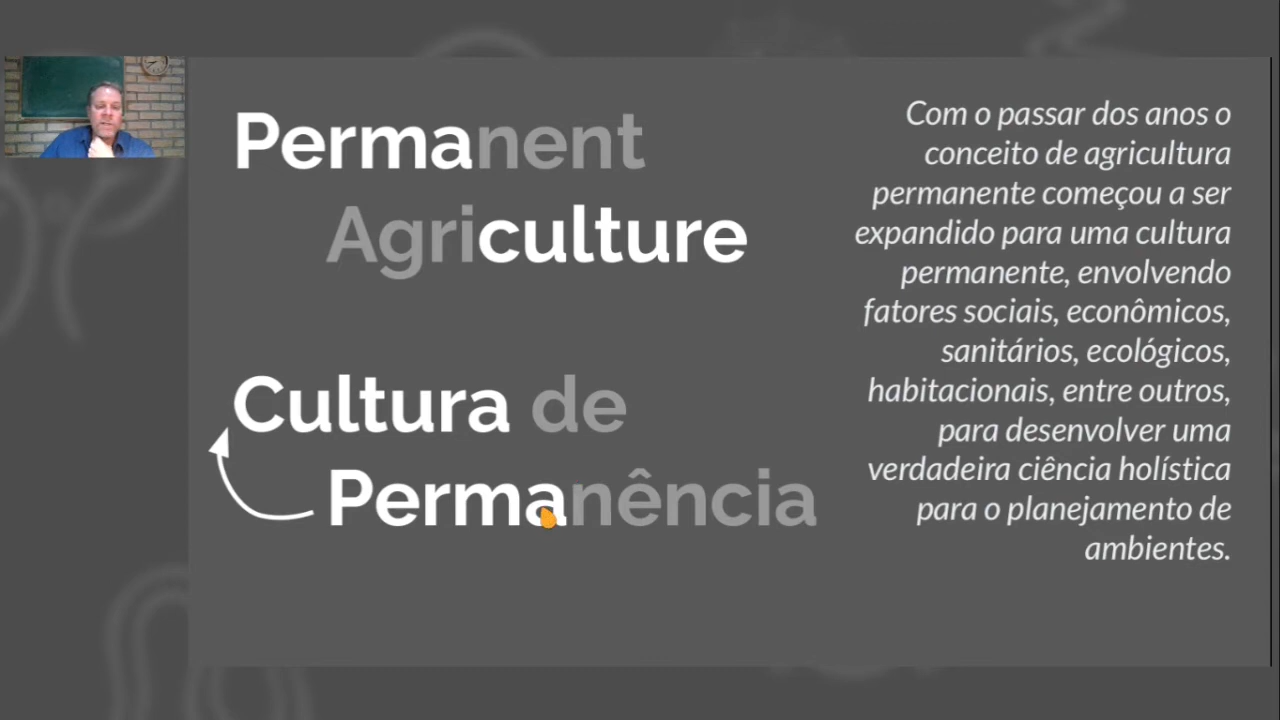 Permanent
Agriculture
Cultura de
Permanência
Com o passar dos anos o
conceito de agricultura
permanente começou a ser
expandido para uma cultura
permanente, envolvendo
fatores sociais, econômicos,
sanitários, ecológicos,
habitacionais, entre outros,
para desenvolver uma
verdadeira ciência holística
para o planejamento de
ambientes.